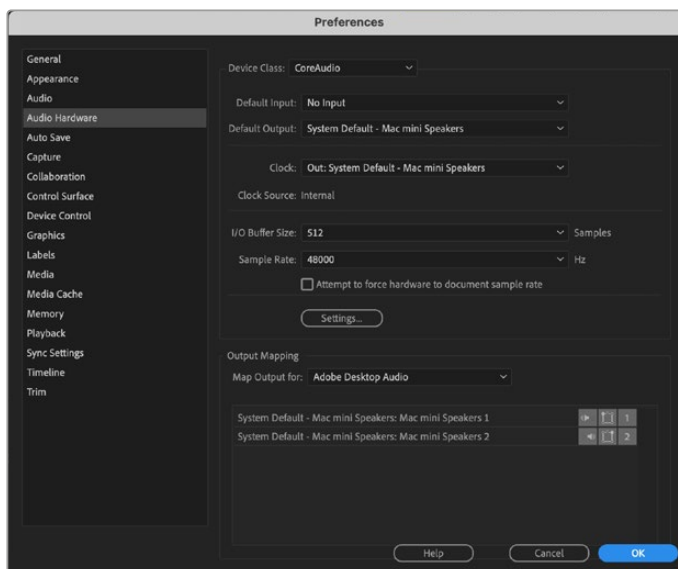 Preferences
General
Appearance
Audio
Audio Hardware
Auto Save
Capture
Collaboration
Control Surface
Device Control
Graphics
Labels
Media
Media Cache
Memory
Playback
Sync Settings
Timeline
Trim
Device Class: CoreAudio
Default Input: No Input
Default Output: System Default - Mac mini Speakers
Clock: Out: System Default - Mac mini Speakers
Clock Source: Internal
I/O Buffer Size: 512 Samples
Sample Rate: 48000 Hz
Attempt to force hardware to document sample rate
Settings...
Output Mapping
Map Output for: Adobe Desktop Audio
System Default - Mac mini Speakers: Mac mini Speakers 1 1
System Default - Mac mini Speakers: Mac mini Speakers 2 2
Help Cancel OK